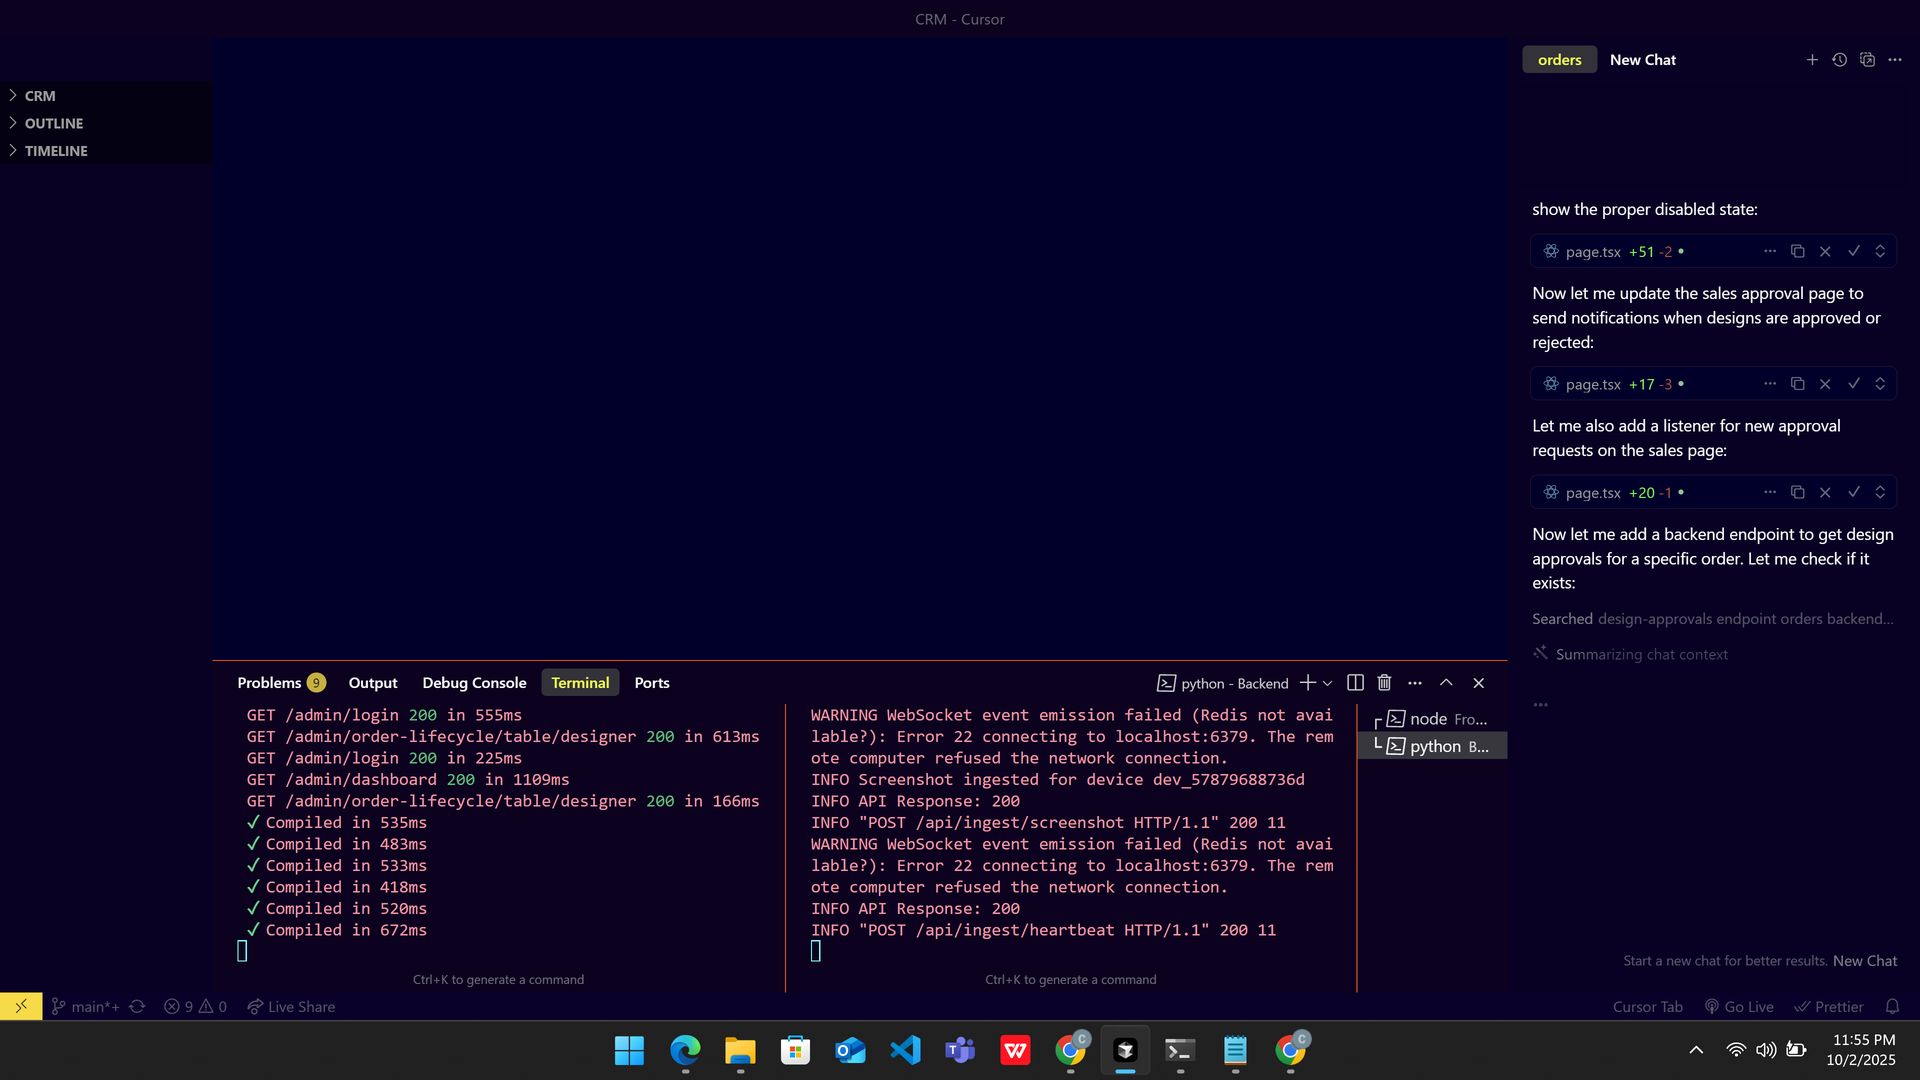 CRM - Cursor
CRM
OUTLINE
TIMELINE
orders New Chat
show the proper disabled state:
page.tsx +51 -2
Now let me update the sales approval page to
send notifications when designs are approved or
rejected:
page.tsx +17 -3
Let me also add a listener for new approval
requests on the sales page:
page.tsx +20 -1
Now let me add a backend endpoint to get design
approvals for a specific order. Let me check if it
exists:
Searched design-approvals endpoint orders backend...
Summarizing chat context
Start a new chat for better results. New Chat
Problems 9 Output Debug Console Terminal Ports
python - Backend
GET /admin/login 200 in 555ms
GET /admin/order-lifecycle/table/designer 200 in 613ms
GET /admin/login 200 in 225ms
GET /admin/dashboard 200 in 1109ms
GET /admin/order-lifecycle/table/designer 200 in 166ms
✓ Compiled in 535ms
✓ Compiled in 483ms
✓ Compiled in 533ms
✓ Compiled in 418ms
✓ Compiled in 520ms
✓ Compiled in 672ms
Ctrl+K to generate a command
WARNING WebSocket event emission failed (Redis not avai
lable?): Error 22 connecting to localhost:6379. The rem
ote computer refused the network connection.
INFO Screenshot ingested for device dev_57879688736d
INFO API Response: 200
INFO "POST /api/ingest/screenshot HTTP/1.1" 200 11
WARNING WebSocket event emission failed (Redis not avai
lable?): Error 22 connecting to localhost:6379. The rem
ote computer refused the network connection.
INFO API Response: 200
INFO "POST /api/ingest/heartbeat HTTP/1.1" 200 11
Ctrl+K to generate a command
node Fro...
python B...
main*+ 9 0 Live Share
Cursor Tab Go Live Prettier
11:55 PM
10/2/2025